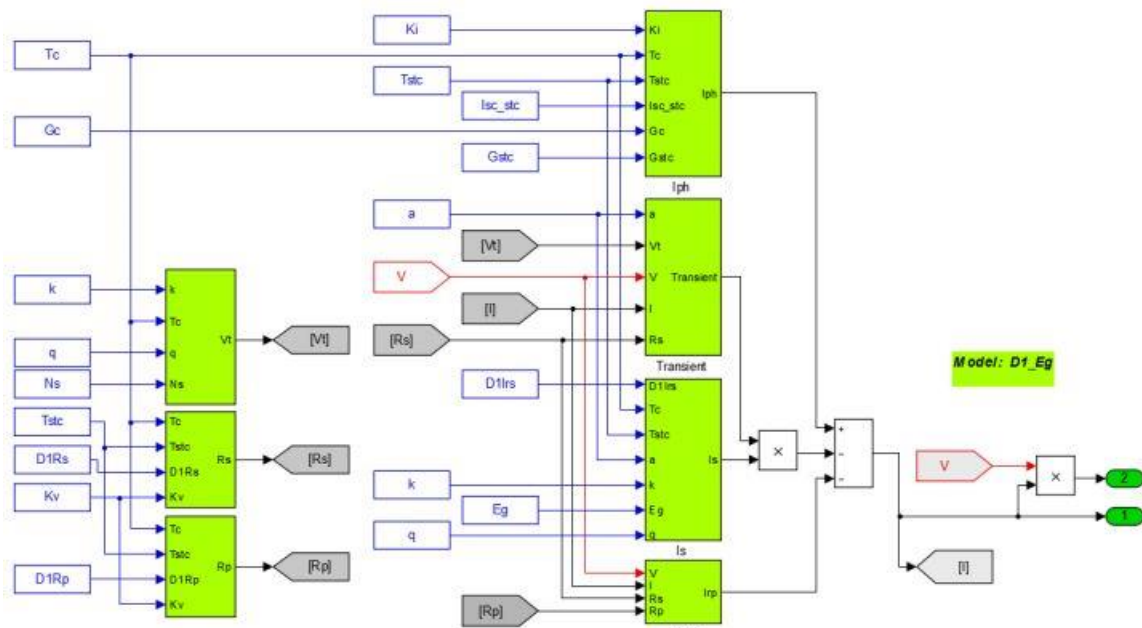 Ki
Ki
Tc
Tc
Tstc
Tstc
Iph
Isc_stc
Isc_stc
Gc
Gc
Gstc
Gstc
Iph
a
a
[Vt]
Vt
V
V
Transient
[I]
I
[Rs]
Rs
Transient
k
k
Tc
Vt
[Vt]
q
q
Ns
Ns
D1Irs
D1Irs
Tc
Tstc
a
Is
k
k
Eg
Eg
q
q
Is
Tstc
Tc
Tstc
Rs
[Rs]
D1Rs
D1Rs
Kv
Kv
Tc
Tstc
Rp
[Rp]
D1Rp
D1Rp
Kv
V
I
Rs
Irp
[Rp]
Rp
Model: D1_Eg
+
−
−
×
V
×
2
1
[I]